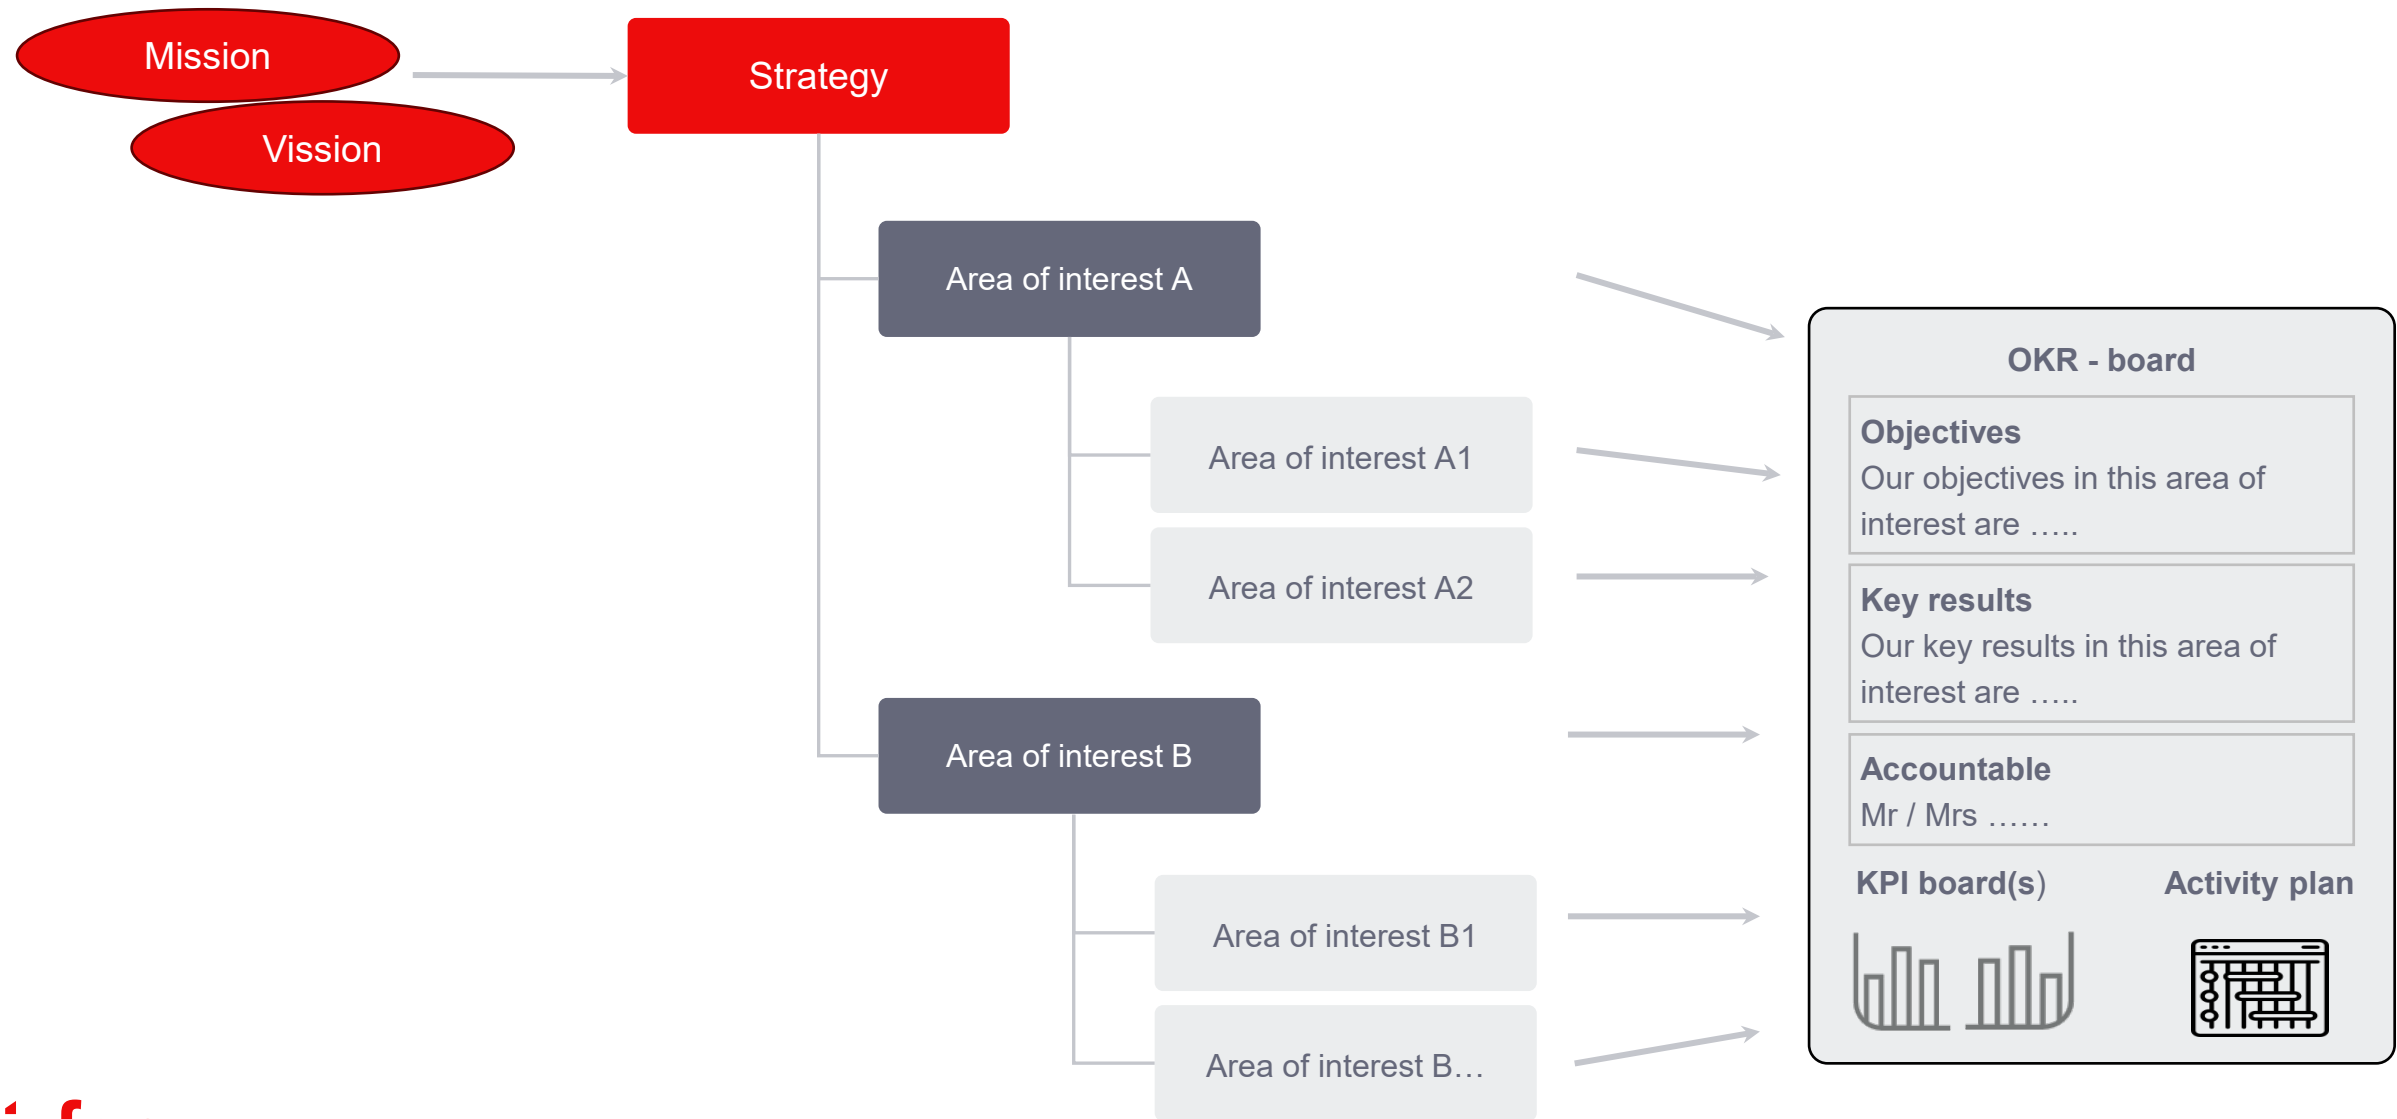 Mission
Vission
Strategy
Area of interest A
Area of interest A1
Area of interest A2
Area of interest B
Area of interest B1
Area of interest B…
OKR - board
Objectives
Our objectives in this area of
interest are …..
Key results
Our key results in this area of
interest are …..
Accountable
Mr / Mrs ……
KPI board(s)
Activity plan